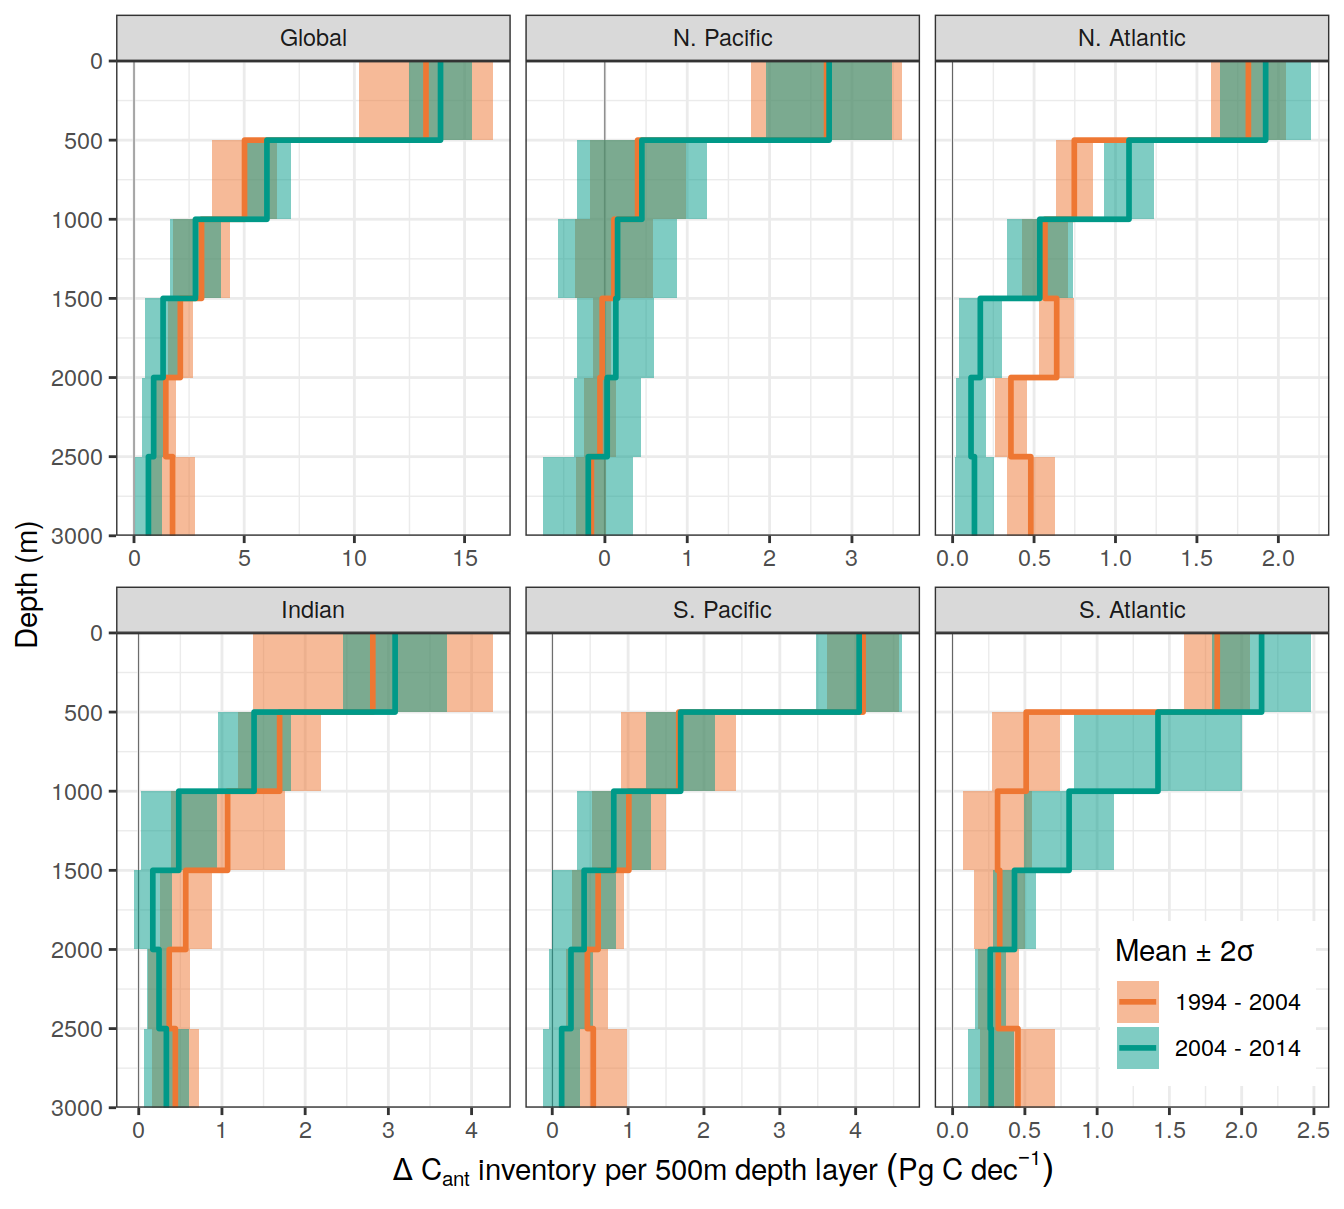 Global
N. Pacific
N. Atlantic
0
500
1000
1500
2000
2500
3000
0 5 10 15
0 1 2 3
0.0 0.5 1.0 1.5 2.0
Depth (m)
Indian
S. Pacific
S. Atlantic
0
500
1000
1500
2000
2500
3000
Mean ± 2σ
1994 - 2004
2004 - 2014
0 1 2 3 4
0 1 2 3 4
0.0 0.5 1.0 1.5 2.0 2.5
Δ Cant inventory per 500m depth layer (Pg C dec−1)